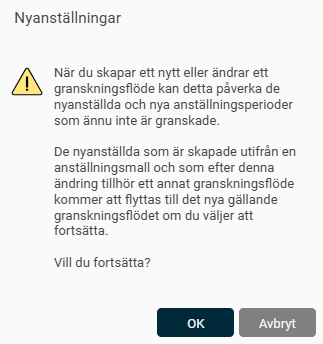 Nyanställningar
När du skapar ett nytt eller ändrar ett
granskningsflöde kan detta påverka de
nyanställda och nya anställningsperioder
som ännu inte är granskade.
De nyanställda som är skapade utifrån en
anställningsmall och som efter denna
ändring tillhör ett annat granskningsflöde
kommer att flyttas till det nya gällande
granskningsflödet om du väljer att
fortsätta.
Vill du fortsätta?
OK Avbryt